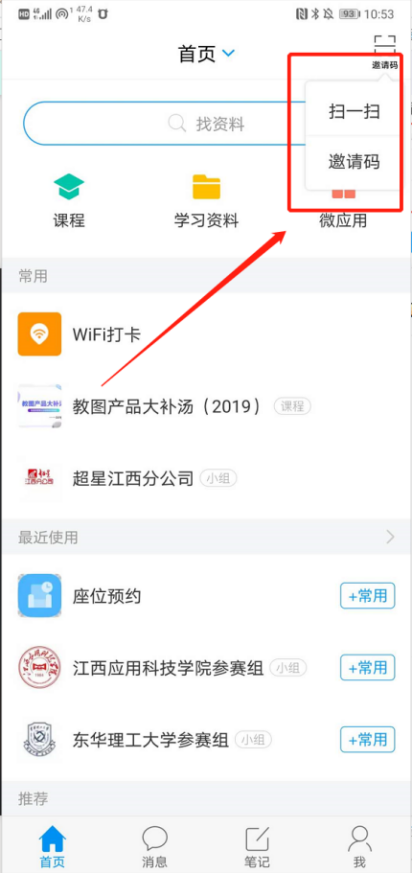 HD 4G 1 47.4 K/s 93 10:53
首页
邀请码
扫一扫
找资料
邀请码
课程 学习资料 微应用
常用
WiFi打卡
教图产品大补汤（2019） 课程
超星江西分公司 小组
最近使用
座位预约 +常用
江西应用科技学院参赛组 小组 +常用
东华理工大学参赛组 小组 +常用
推荐
首页 消息 笔记 我